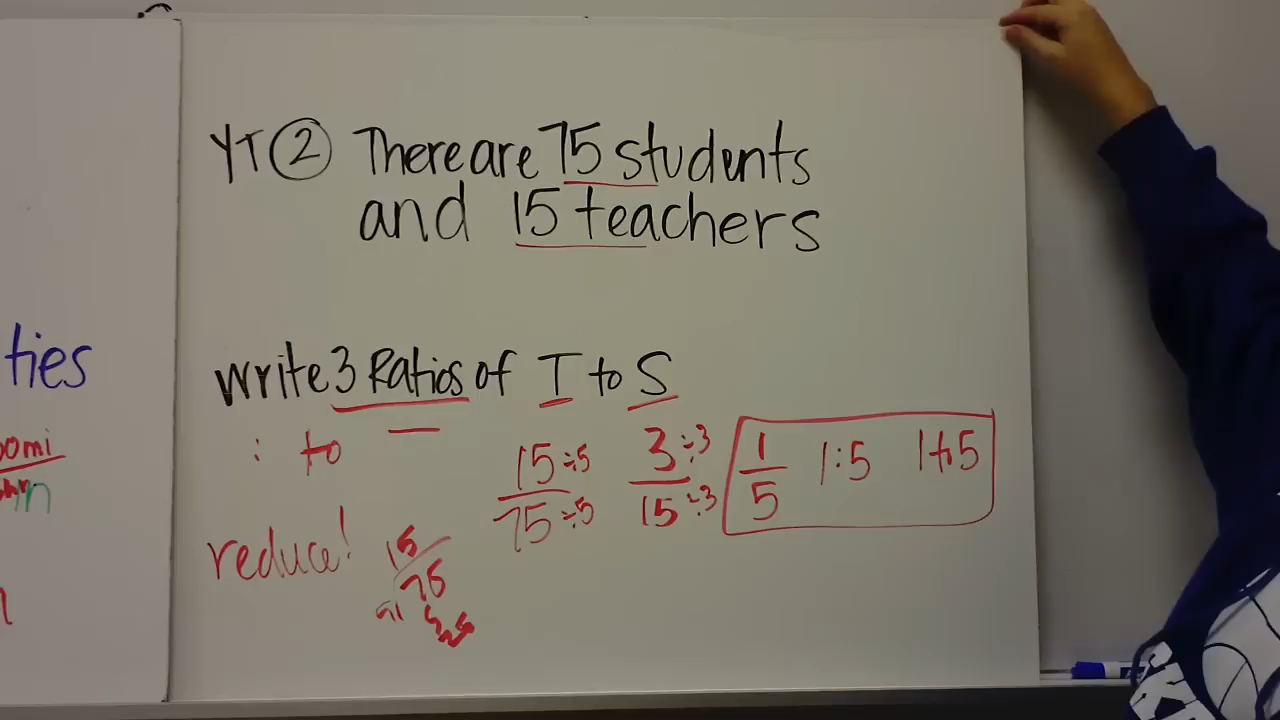 YT ② There are 75 students
and 15 teachers
ties
write 3 Ratios of T to S
: to —
15 ÷5
75 ÷5
3 ÷3
15 ÷3
1
5
1:5
1 to 5
reduce!
15
75